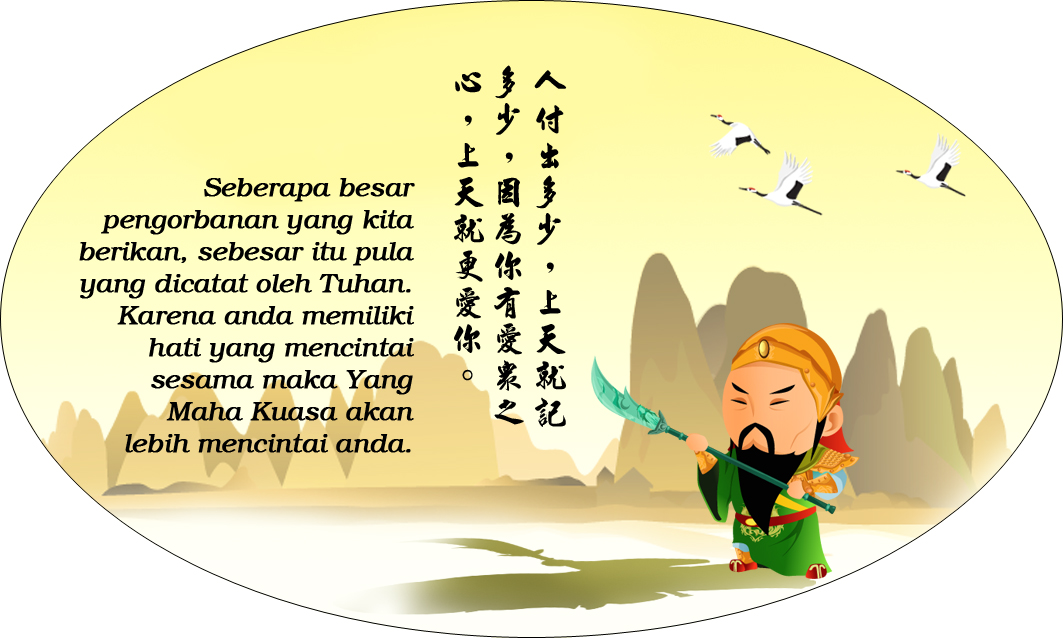 Seberapa besar
pengorbanan yang kita
berikan, sebesar itu pula
yang dicatat oleh Tuhan.
Karena anda memiliki
hati yang mencintai
sesama maka Yang
Maha Kuasa akan
lebih mencintai anda.
人付出多少，上天就記
多少，因為你有愛眾之
心，上天就更愛你。